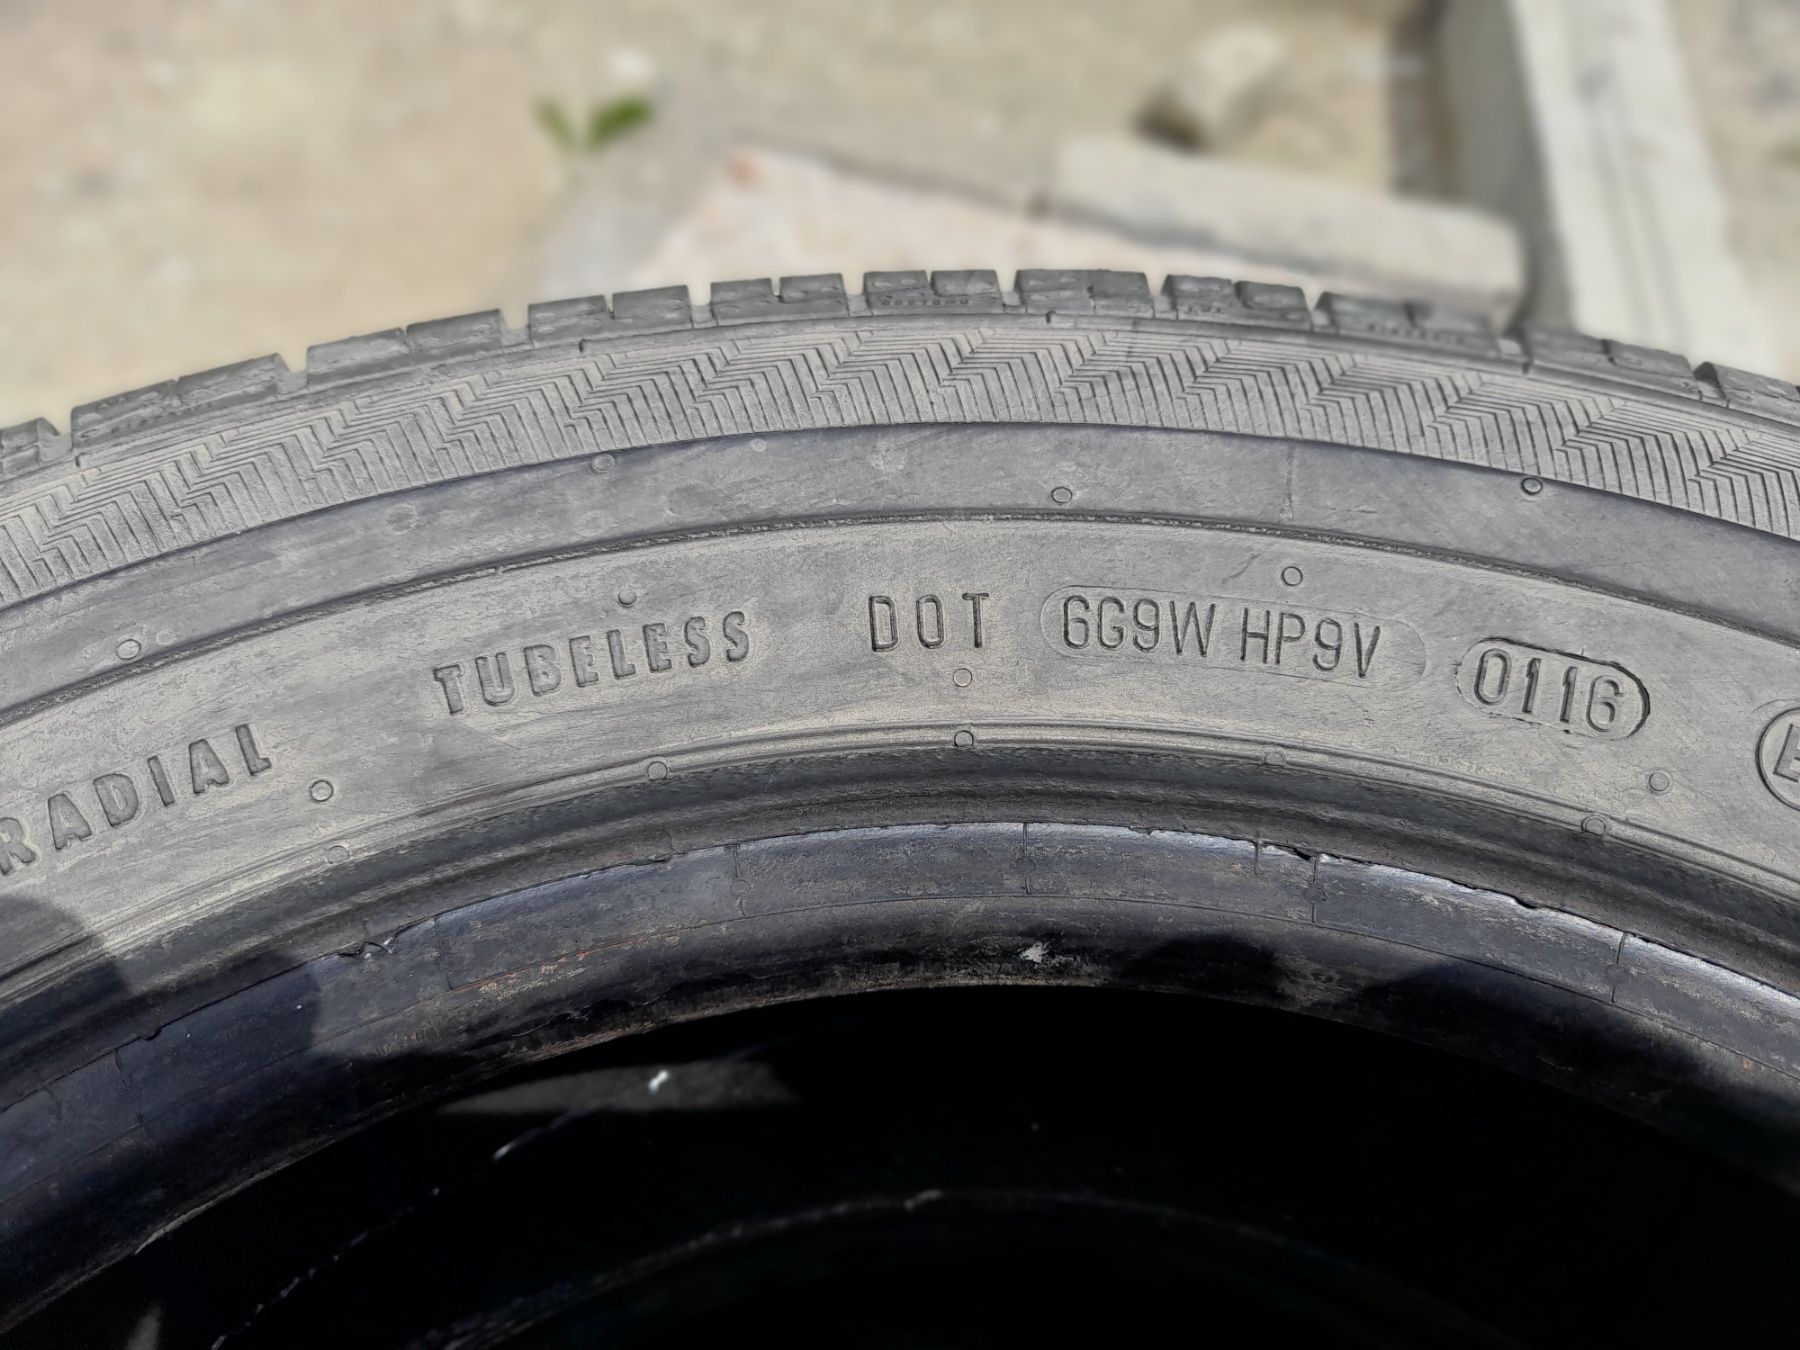 RADIAL TUBELESS DOT 6G9W HP9V 0116